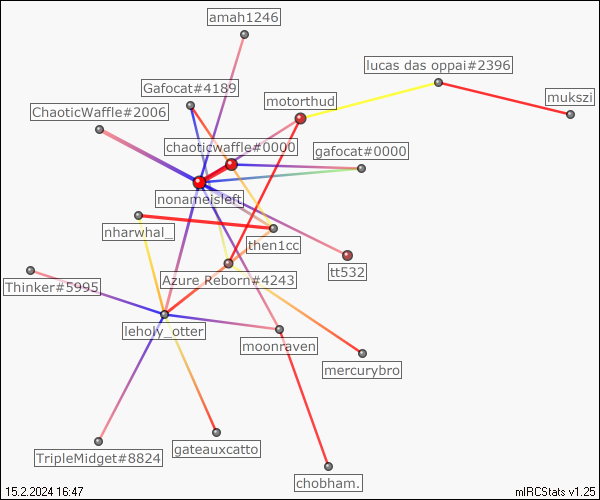 amah1246
lucas das oppai#2396
Gafocat#4189
motorthud
mukszi
ChaoticWaffle#2006
chaoticwaffle#0000
gafocat#0000
nonameisleft
nharwhal_
then1cc
tt532
Azure Reborn#4243
Thinker#5995
leholy_otter
moonraven
mercurybro
gateauxcatto
TripleMidget#8824
chobham.
15.2.2024 16:47
mIRCStats v1.25